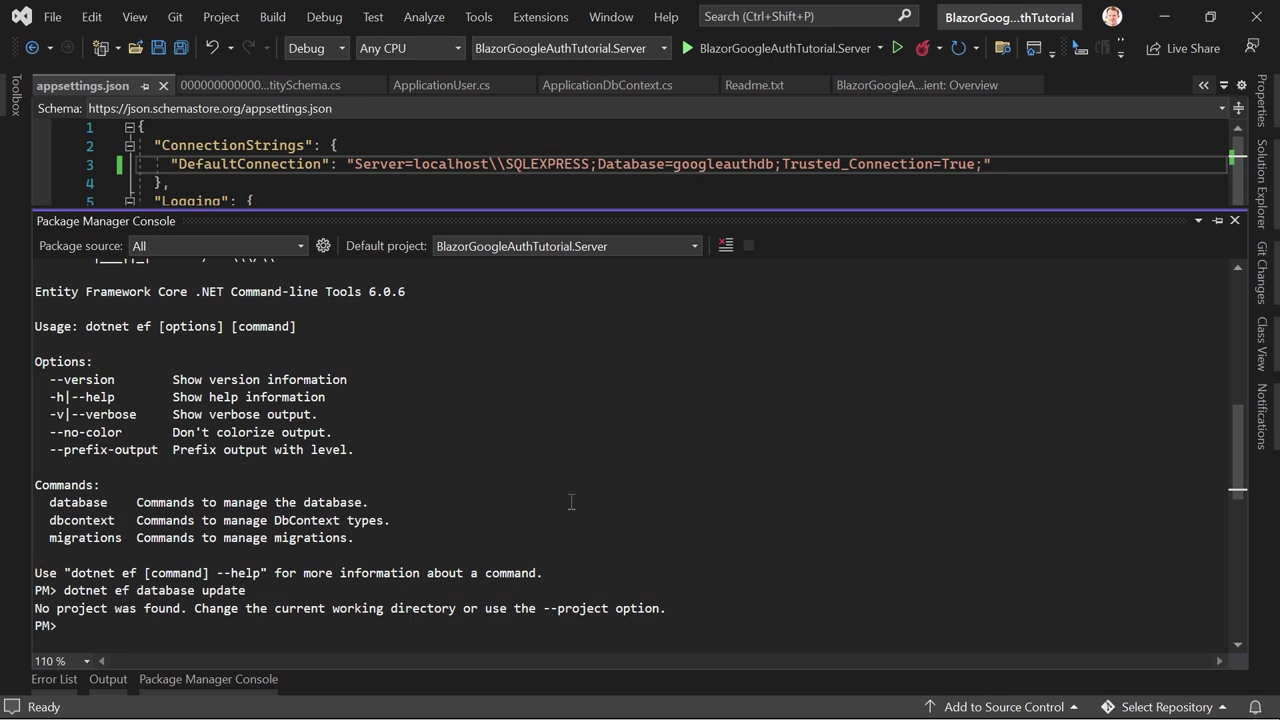 File Edit View Git Project Build Debug Test Analyze Tools Extensions Window Help Search (Ctrl+Shift+P) BlazorGoog...thTutorial
Debug Any CPU BlazorGoogleAuthTutorial.Server BlazorGoogleAuthTutorial.Server Live Share
appsettings.json 000000000000...titySchema.cs ApplicationUser.cs ApplicationDbContext.cs Readme.txt BlazorGoogleA...ient: Overview
Schema: https://json.schemastore.org/appsettings.json
1 {
2 "ConnectionStrings": {
3 "DefaultConnection": "Server=localhost\\SQLEXPRESS;Database=googleauthdb;Trusted_Connection=True;"
4 },
5 "Logging": {
Package Manager Console
Package source: All Default project: BlazorGoogleAuthTutorial.Server
Entity Framework Core .NET Command-line Tools 6.0.6
Usage: dotnet ef [options] [command]
Options:
--version Show version information
-h|--help Show help information
-v|--verbose Show verbose output.
--no-color Don't colorize output.
--prefix-output Prefix output with level.
Commands:
database Commands to manage the database.
dbcontext Commands to manage DbContext types.
migrations Commands to manage migrations.
Use "dotnet ef [command] --help" for more information about a command.
PM> dotnet ef database update
No project was found. Change the current working directory or use the --project option.
PM>
110 %
Error List Output Package Manager Console
Ready Add to Source Control Select Repository
Toolbox
Properties
Solution Explorer
Git Changes
Class View
Notifications